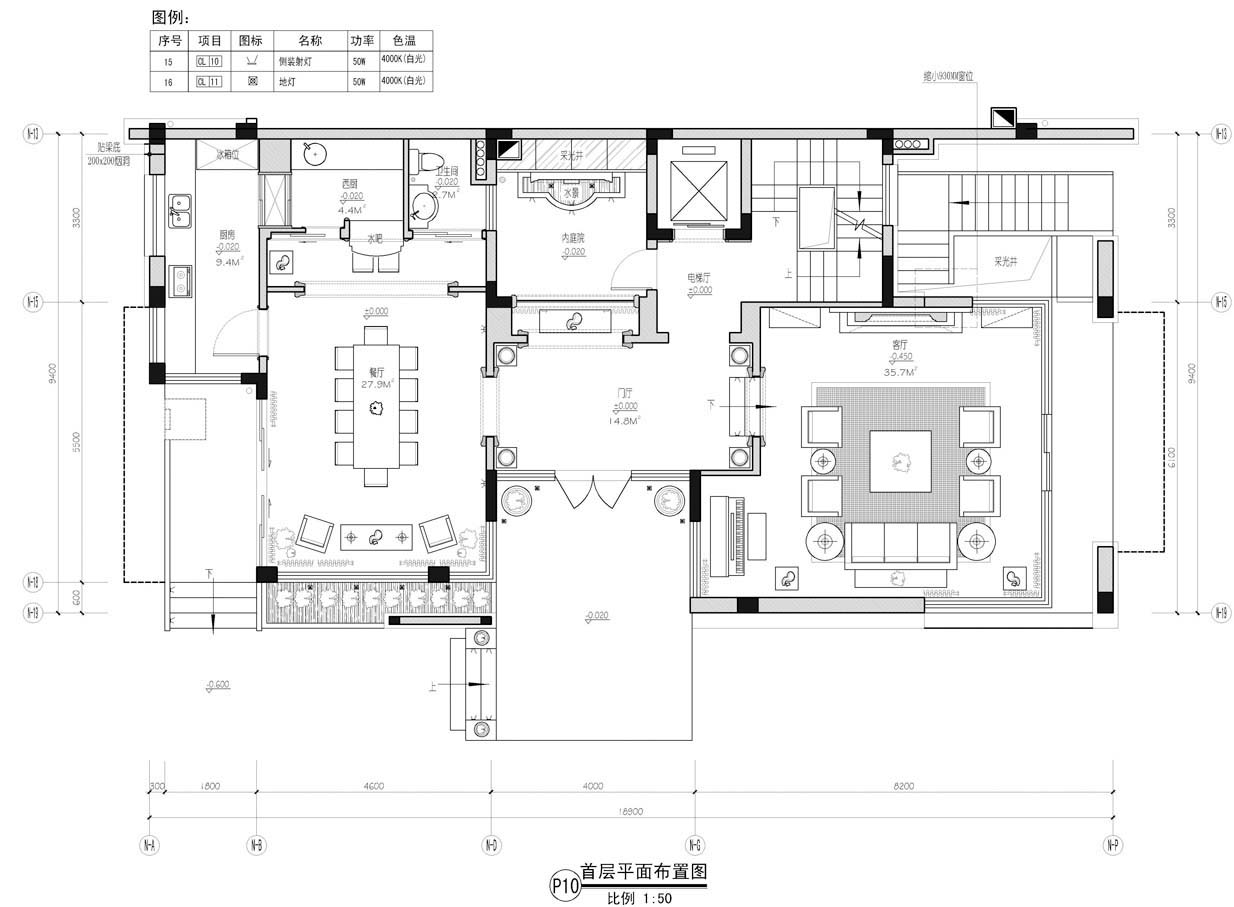 图例:
序号 项目 图标 名称 功率 色温
15 CL 10 侧装射灯 50W 4000K(白光)
16 CL 11 地灯 50W 4000K(白光)
缩小930MM窗位
N-13
N-13
贴梁底
200x200烟洞
冰箱位
西厨
-0.020
4.4M²
卫生间
-0.020
2.7M²
采光井
水景
内庭院
-0.020
下
上
3300
3300
厨房
-0.020
9.4M²
水吧
电梯厅
±0.000
采光井
N-15
N-15
±0.000
客厅
-0.450
35.7M²
餐厅
27.9M²
门厅
±0.000
14.8M²
下
9400
5500
9400
6100
下
N-18
N-18
600
N-19
N-19
-0.020
-0.600
上
300 1800 4600 4000 8200
18900
N-A N-B N-D N-G N-P
P10 首层平面布置图
比例 1:50